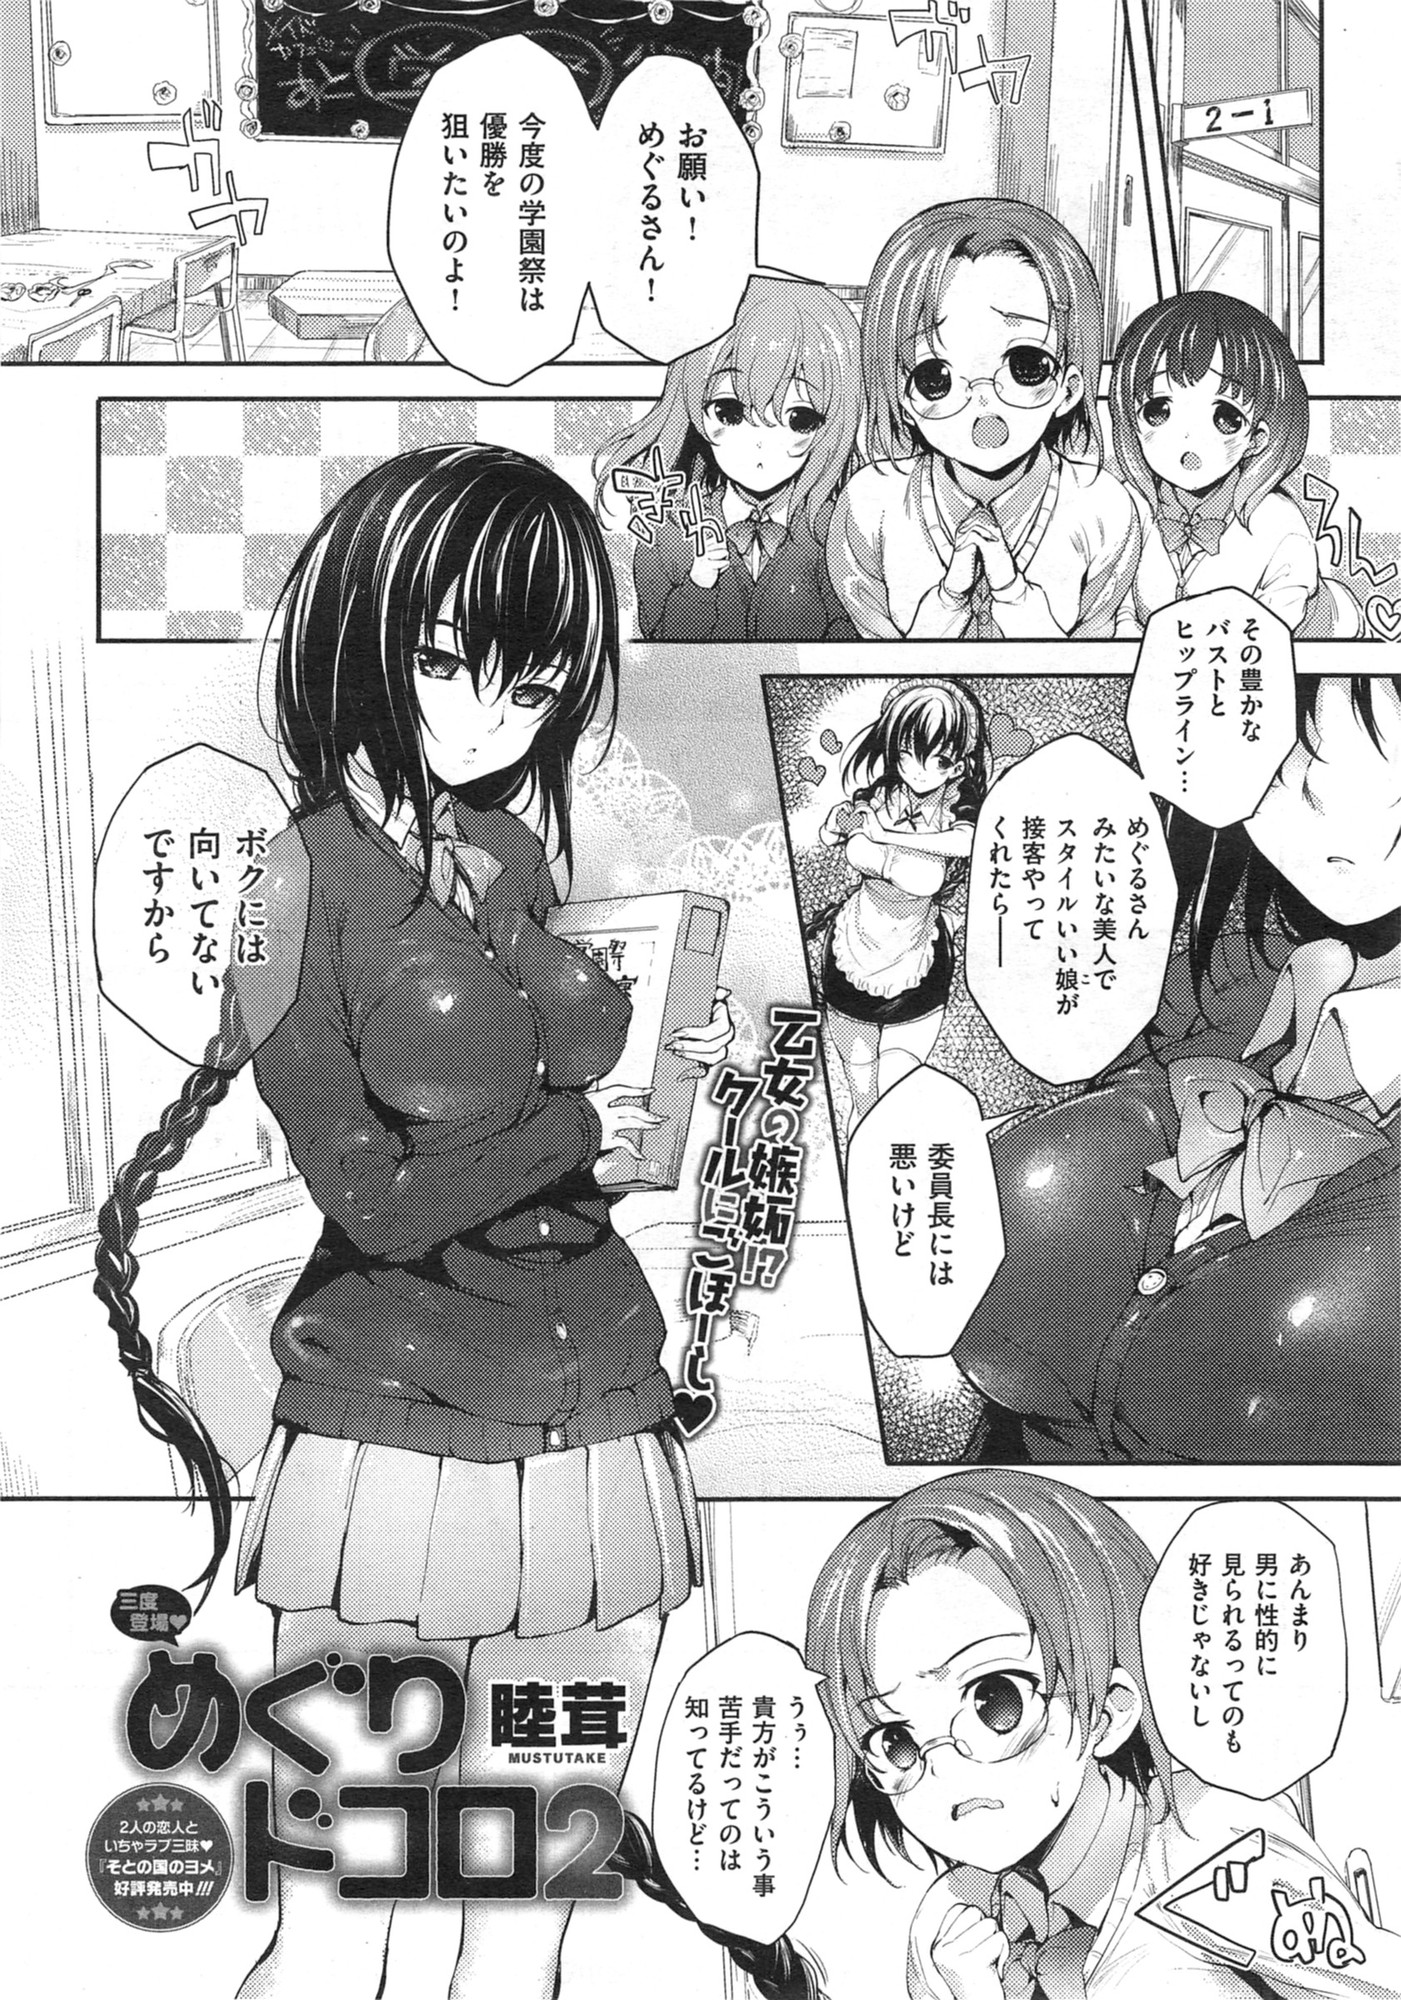 2-1
ガヤ
ガヤ
ガヤ
ガヤ
お願い！
めぐるさん！
今度の学園祭は
優勝を
狙いたいのよ！
その豊かな
バストと
ヒップライン…
めぐるさん
みたいな美人で
スタイルいい娘が
こ
接客やって
くれたら――
委員長には
悪いけど
ボクには
向いてない
ですから
乙女の嫉妬!?
クールにごほーし♥
あんまり
男に性的に
見られるってのも
好きじゃないし
うぅ…
貴方がこういう事
苦手だってのは
知ってるけど…
三度
登場♥
めぐり
ドコロ2
睦茸
MUSTUTAKE
2人の恋人と
いちゃラブ三昧♥
『そとの国のヨメ』
好評発売中!!!